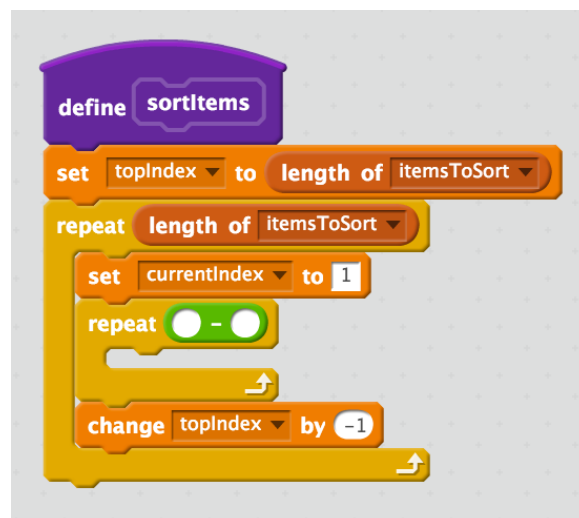 define sortItems
set topIndex to length of itemsToSort
repeat length of itemsToSort
set currentIndex to 1
repeat -
change topIndex by -1